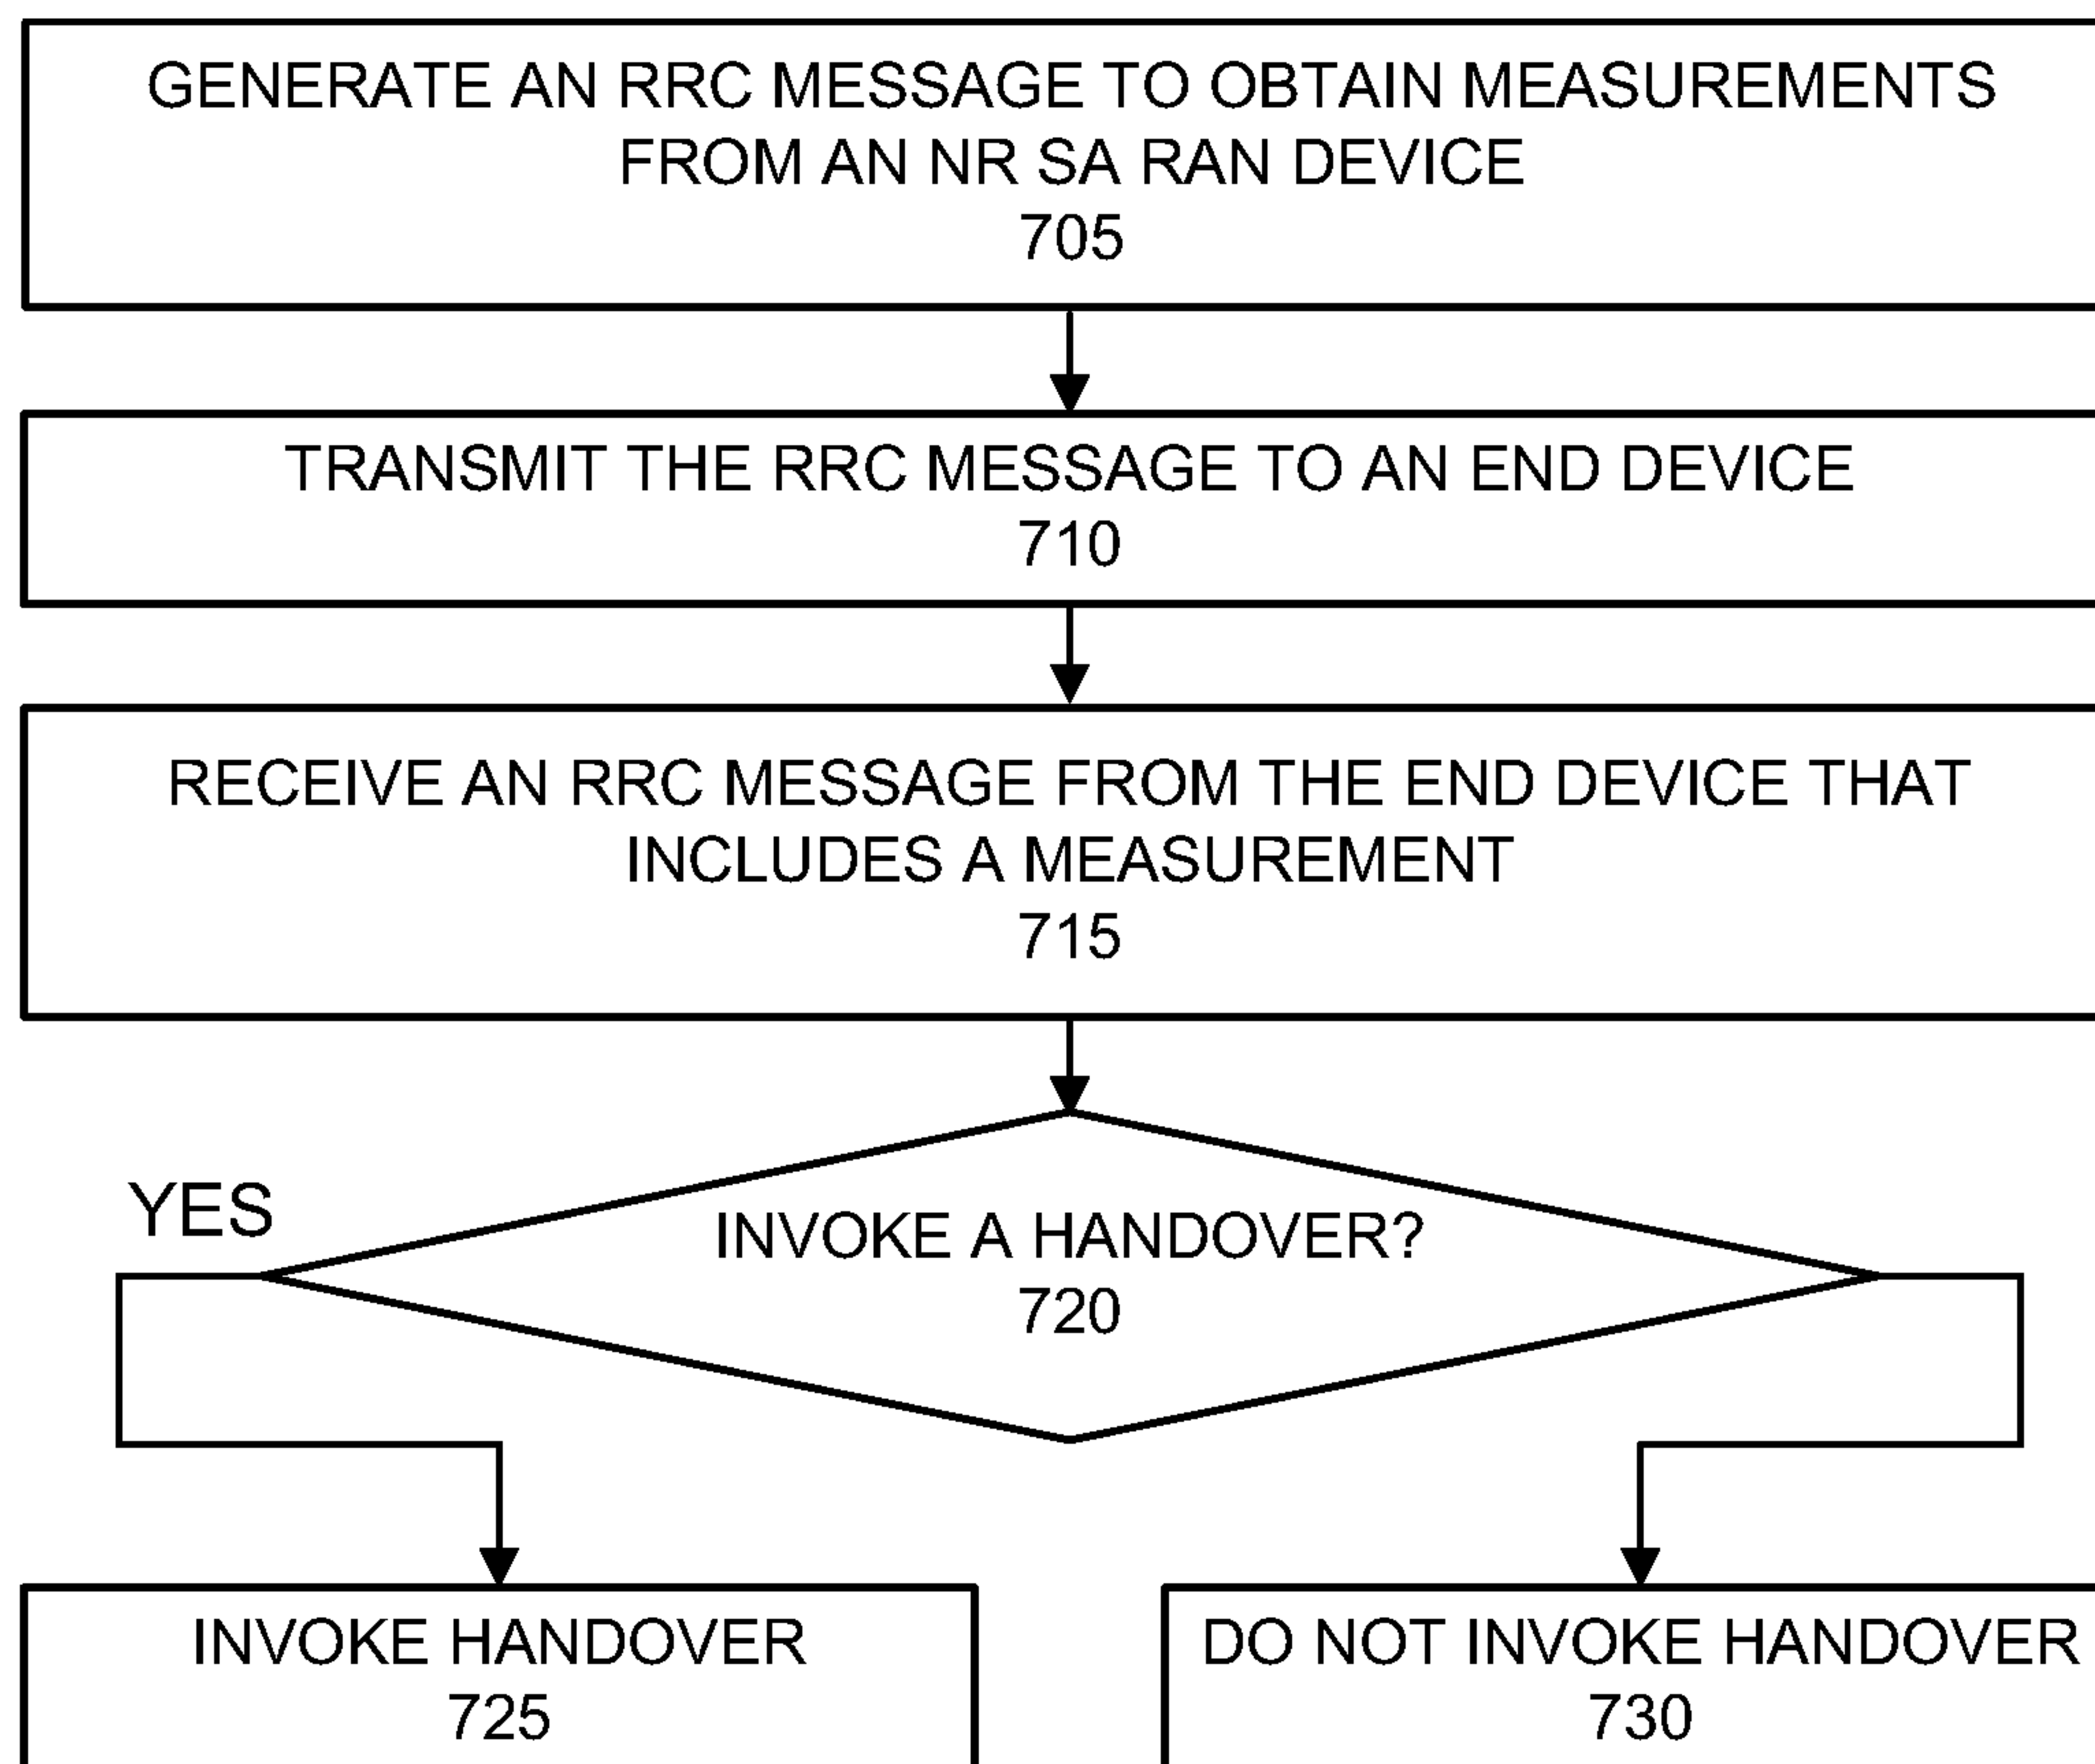 GENERATE AN RRC MESSAGE TO OBTAIN MEASUREMENTS
FROM AN NR SA RAN DEVICE
705
TRANSMIT THE RRC MESSAGE TO AN END DEVICE
710
RECEIVE AN RRC MESSAGE FROM THE END DEVICE THAT
INCLUDES A MEASUREMENT
715
YES
INVOKE A HANDOVER?
720
INVOKE HANDOVER
725
DO NOT INVOKE HANDOVER
730